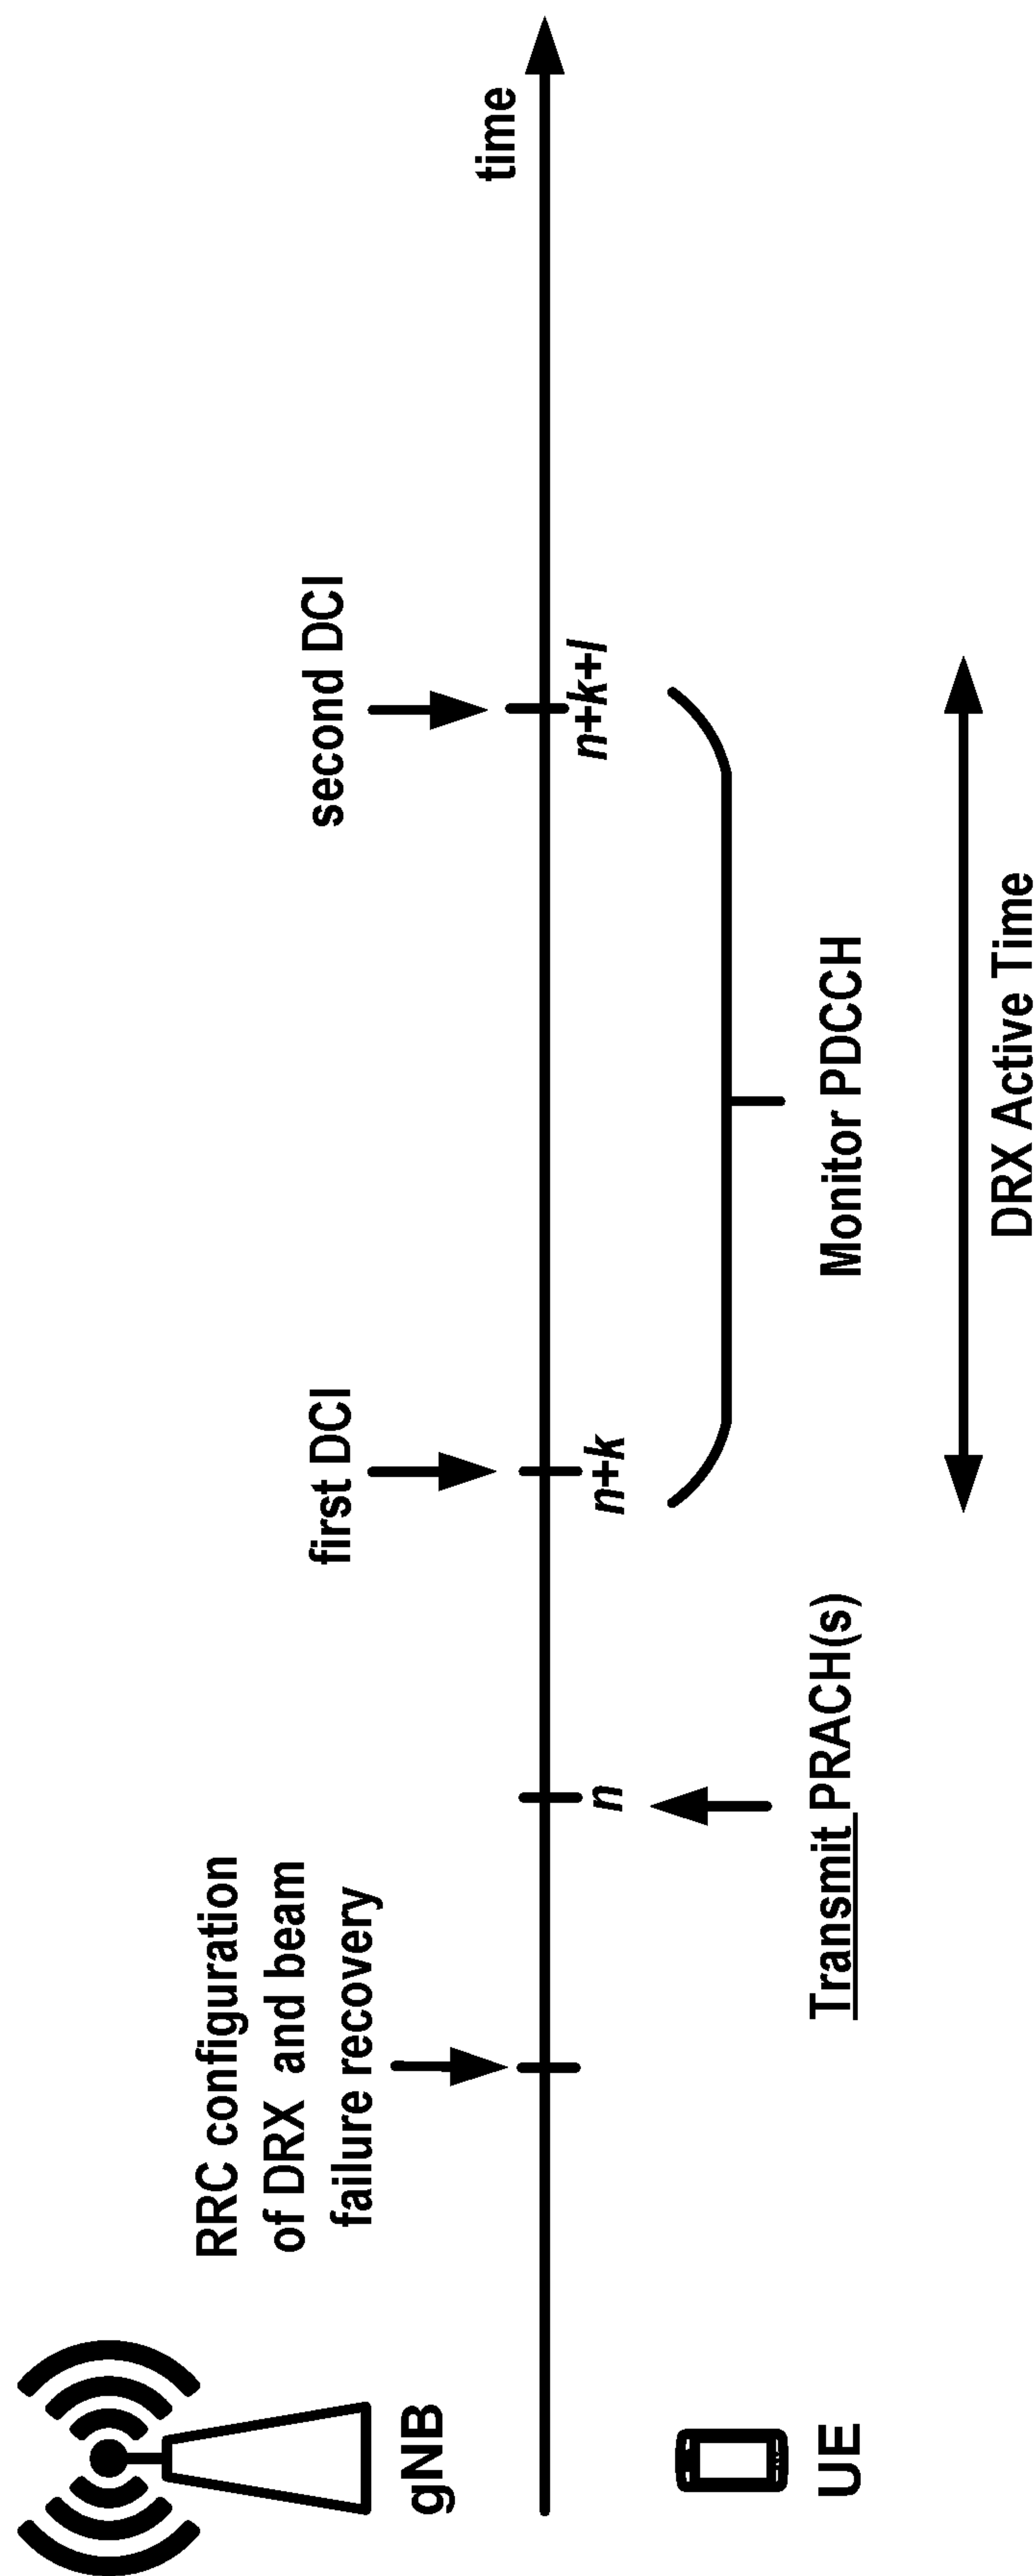 gNB
RRC configuration
of DRX and beam
failure recovery
first DCI
second DCI
time
n
n+k
n+k+l
UE
Transmit PRACH(s)
Monitor PDCCH
DRX Active Time